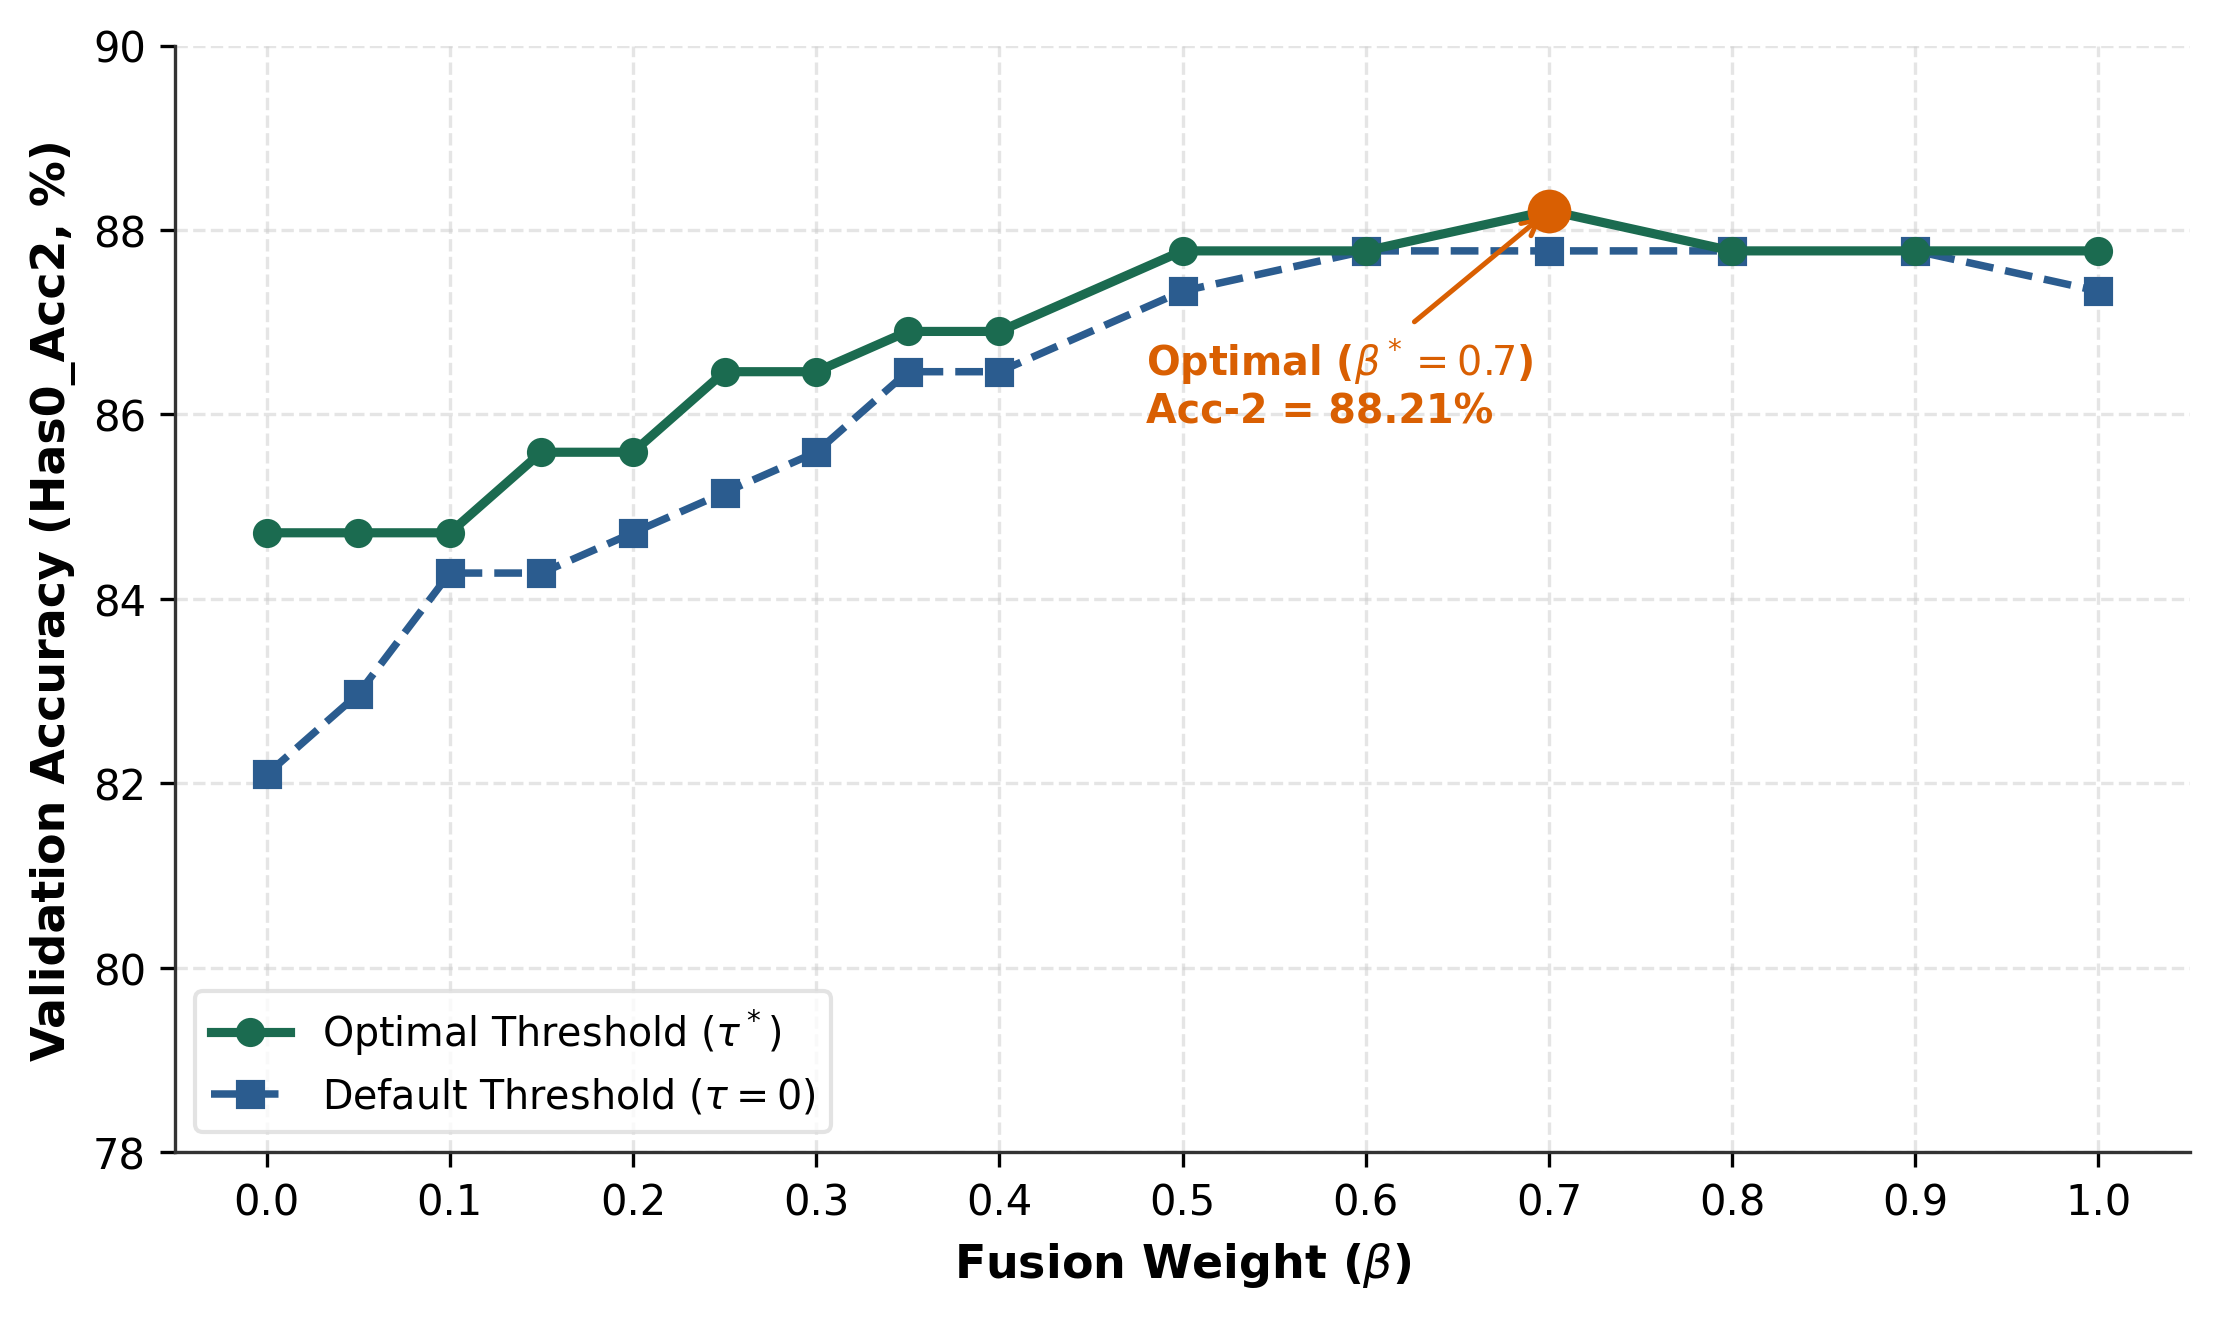 90
88
86
84
82
80
78
Validation Accuracy (Has0_Acc2, %)
Optimal (β* = 0.7)
Acc-2 = 88.21%
Optimal Threshold (τ*)
Default Threshold (τ = 0)
0.0 0.1 0.2 0.3 0.4 0.5 0.6 0.7 0.8 0.9 1.0
Fusion Weight (β)